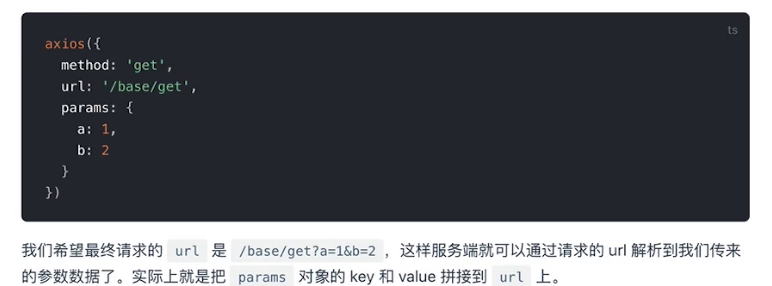 ts
axios({
  method: 'get',
  url: '/base/get',
  params: {
    a: 1,
    b: 2
  }
})
我们希望最终请求的 url 是 /base/get?a=1&b=2 ，这样服务端就可以通过请求的 url 解析到我们传来
的参数数据了。实际上就是把 params 对象的 key 和 value 拼接到 url 上。